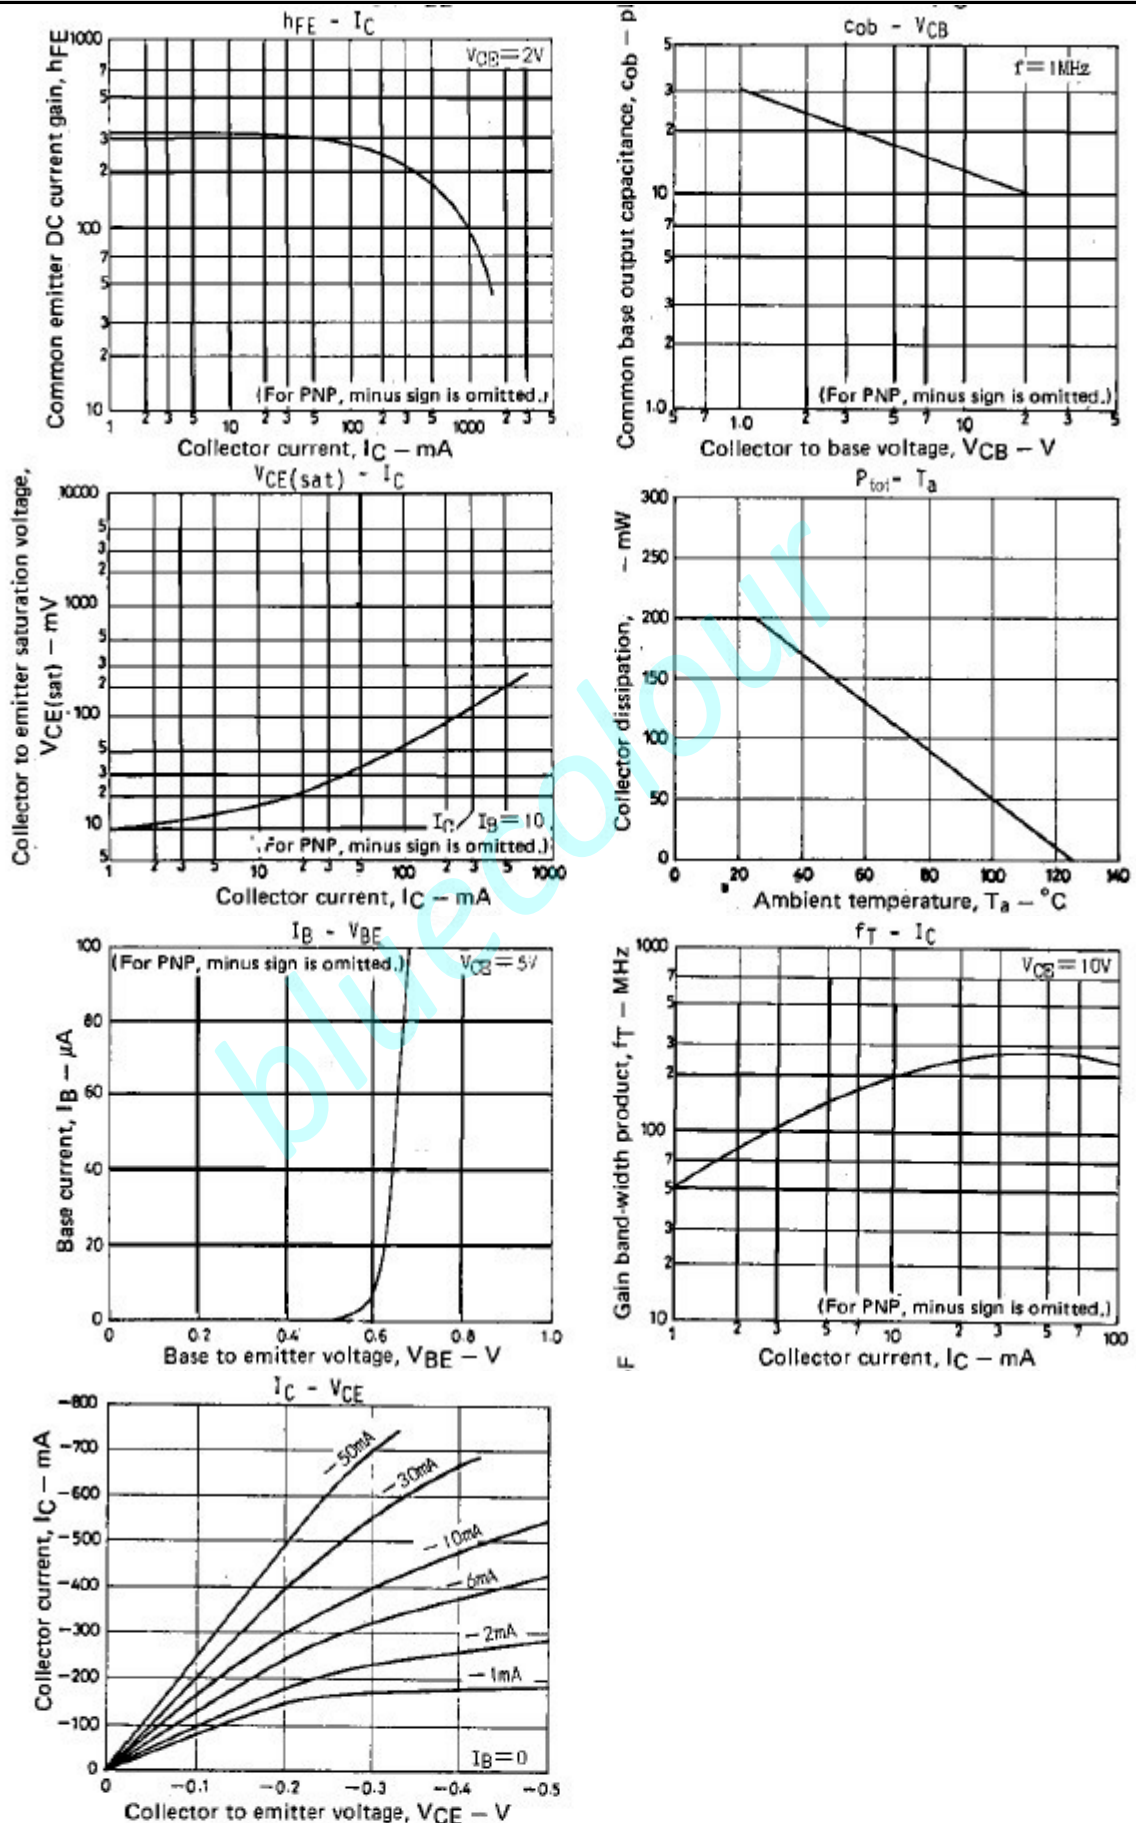 hFE - IC
Common emitter DC current gain, hFE
VCE=2V
1000
7
5
3
2
100
7
5
3
2
10
(For PNP, minus sign is omitted.)
1 2 3 5 10 2 3 5 100 2 3 5 1000 2 3 5
Collector current, IC – mA
cob - VCB
Common base output capacitance, cob – p
f=1MHz
5
3
2
10
7
5
3
2
1.0
(For PNP, minus sign is omitted.)
5 7 1.0 2 3 5 7 10 2 3 5
Collector to base voltage, VCB – V
VCE(sat) - IC
Collector to emitter saturation voltage,
VCE(sat) – mV
10000
5
3
2
1000
5
3
2
100
5
3
2
10
5
IC/IB=10
For PNP, minus sign is omitted.)
1 2 3 5 10 2 3 5 100 2 3 5 1000
Collector current, IC – mA
Ptot- Ta
Collector dissipation, – mW
300
250
200
150
100
50
0
0 20 40 60 80 100 120 140
Ambient temperature, Ta – °C
IB - VBE
(For PNP, minus sign is omitted.)
VCE=5V
Base current, IB – μA
100
80
60
40
20
0
0 0.2 0.4 0.6 0.8 1.0
Base to emitter voltage, VBE – V
fT - IC
Gain band-width product, fT – MHz
VCE=10V
1000
7
5
3
2
100
7
5
3
2
10
(For PNP, minus sign is omitted.)
1 2 3 5 7 10 2 3 5 7 100
Collector current, IC – mA
F
IC - VCE
Collector current, IC – mA
-800
-700
-600
-500
-400
-300
-200
-100
0
-50mA
-30mA
-10mA
-6mA
-2mA
-1mA
IB=0
0 -0.1 -0.2 -0.3 -0.4 -0.5
Collector to emitter voltage, VCE – V
bluecolour